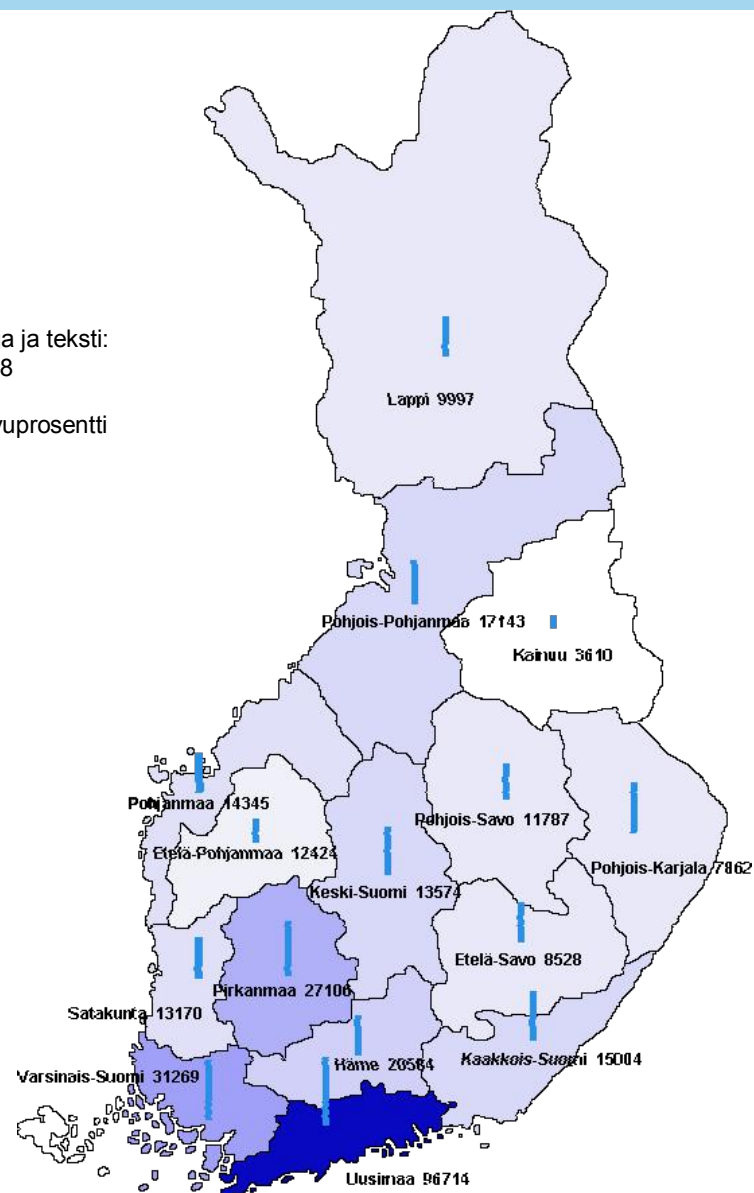 a ja teksti:
8
vuprosentti
Lappi 9997
Pohjois-Pohjanmaa 17143
Kainuu 3610
Pohjanmaa 14345
Pohjois-Savo 11787
Etelä-Pohjanmaa 12424
Pohjois-Karjala 7862
Keski-Suomi 13574
Etelä-Savo 8528
Pirkanmaa 27106
Satakunta 13170
Häme 20584
Kaakkois-Suomi 15004
Varsinais-Suomi 31269
Uusimaa 96714